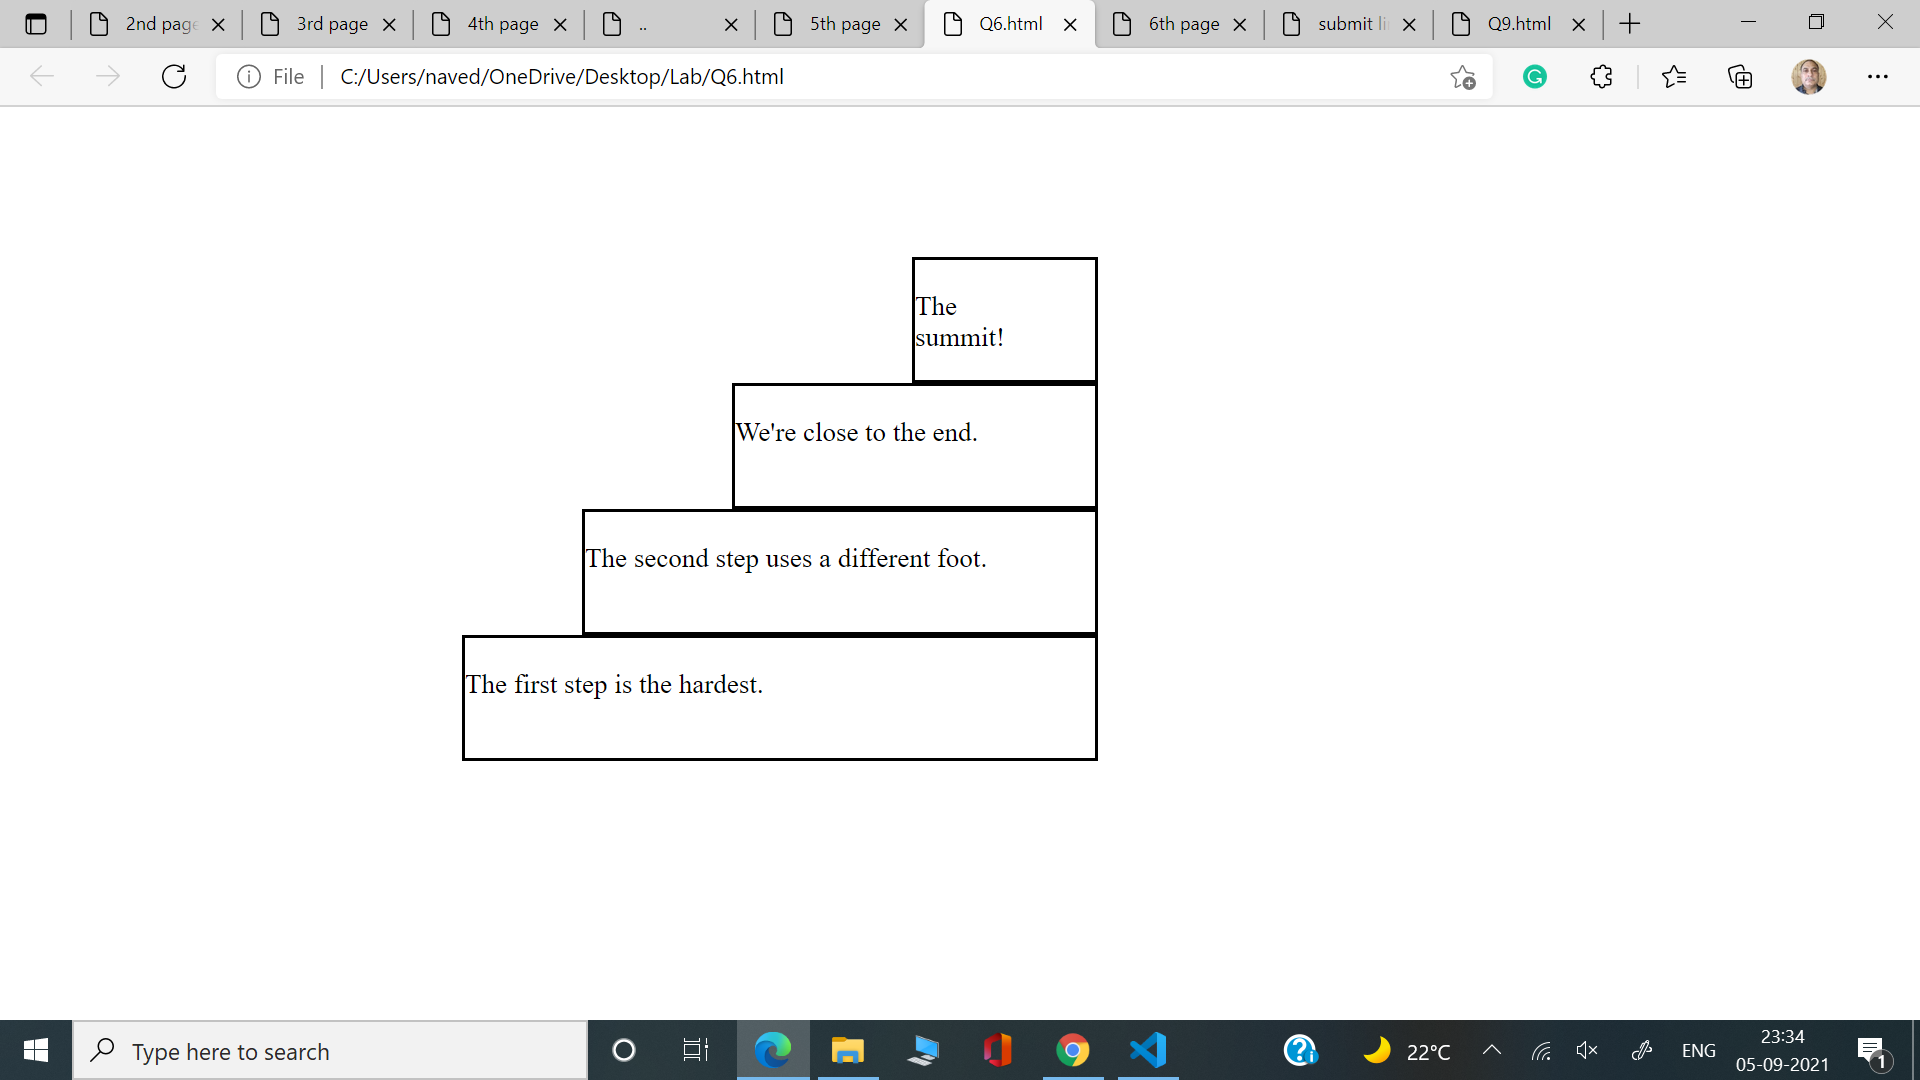 2nd page
3rd page
4th page
..
5th page
Q6.html
6th page
submit li
Q9.html
File
C:/Users/naved/OneDrive/Desktop/Lab/Q6.html
The
summit!
We're close to the end.
The second step uses a different foot.
The first step is the hardest.
Type here to search
22°C
ENG
23:34
05-09-2021
1